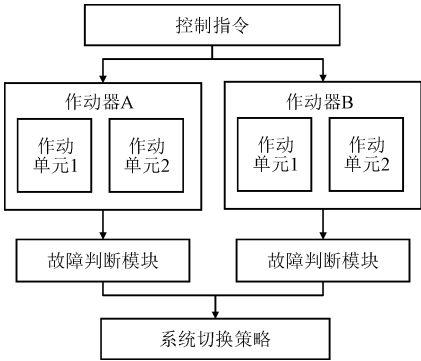 控制指令
作动器A
作动器B
作动
单元1
作动
单元2
作动
单元1
作动
单元2
故障判断模块
故障判断模块
系统切换策略